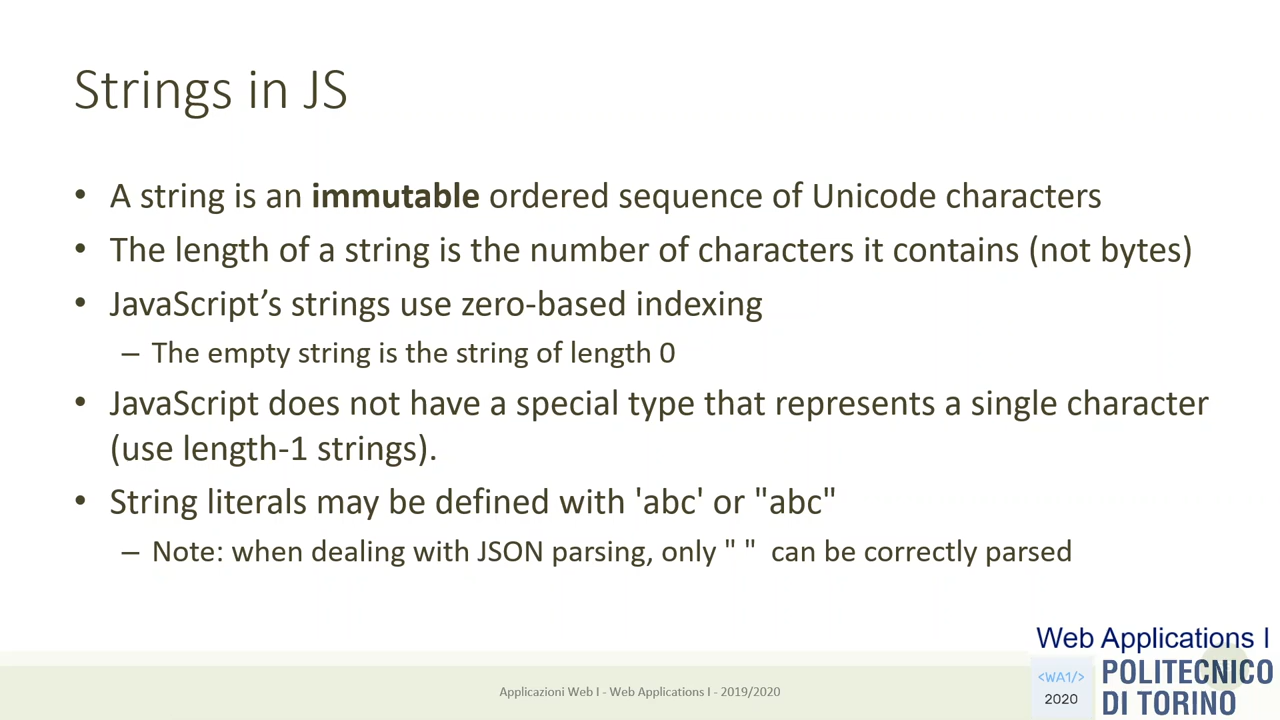 Strings in JS
• A string is an immutable ordered sequence of Unicode characters
• The length of a string is the number of characters it contains (not bytes)
• JavaScript’s strings use zero-based indexing
– The empty string is the string of length 0
• JavaScript does not have a special type that represents a single character
(use length-1 strings).
• String literals may be defined with 'abc' or "abc"
– Note: when dealing with JSON parsing, only " "  can be correctly parsed
Applicazioni Web I - Web Applications I - 2019/2020
Web Applications I
<WA1/>
2020
POLITECNICO
DI TORINO